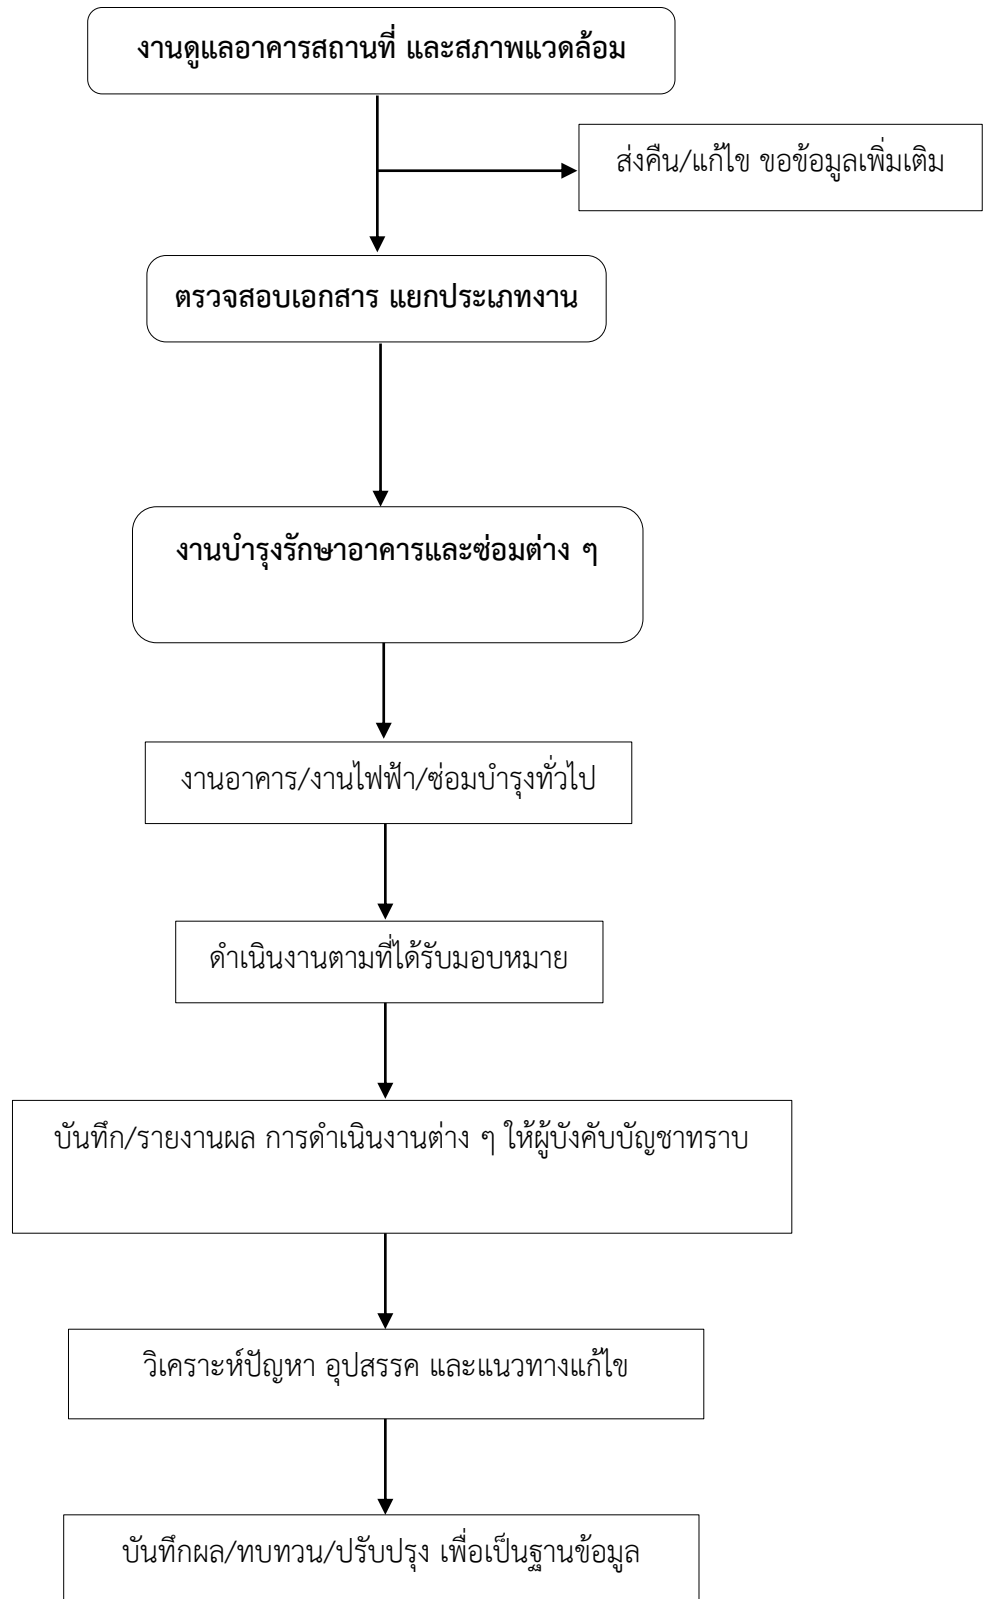 งานดูแลอาคารสถานที่ และสภาพแวดล้อม
ส่งคืน/แก้ไข ขอข้อมูลเพิ่มเติม
ตรวจสอบเอกสาร แยกประเภทงาน
งานบำรุงรักษาอาคารและซ่อมต่าง ๆ
งานอาคาร/งานไฟฟ้า/ซ่อมบำรุงทั่วไป
ดำเนินงานตามที่ได้รับมอบหมาย
บันทึก/รายงานผล การดำเนินงานต่าง ๆ ให้ผู้บังคับบัญชาทราบ
วิเคราะห์ปัญหา อุปสรรค และแนวทางแก้ไข
บันทึกผล/ทบทวน/ปรับปรุง เพื่อเป็นฐานข้อมูล